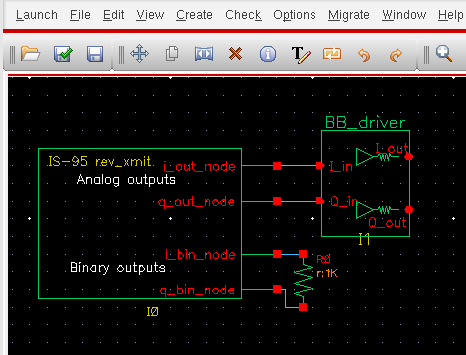 Launch File Edit View Create Check Options Migrate Window Help
BB_driver
IS-95 rev_xmit
i_out_node
I_in
I_out
Analog outputs
q_out_node
Q_in
Q_out
I1
i_bin_node
R0
Binary outputs
r:1K
q_bin_node
I0